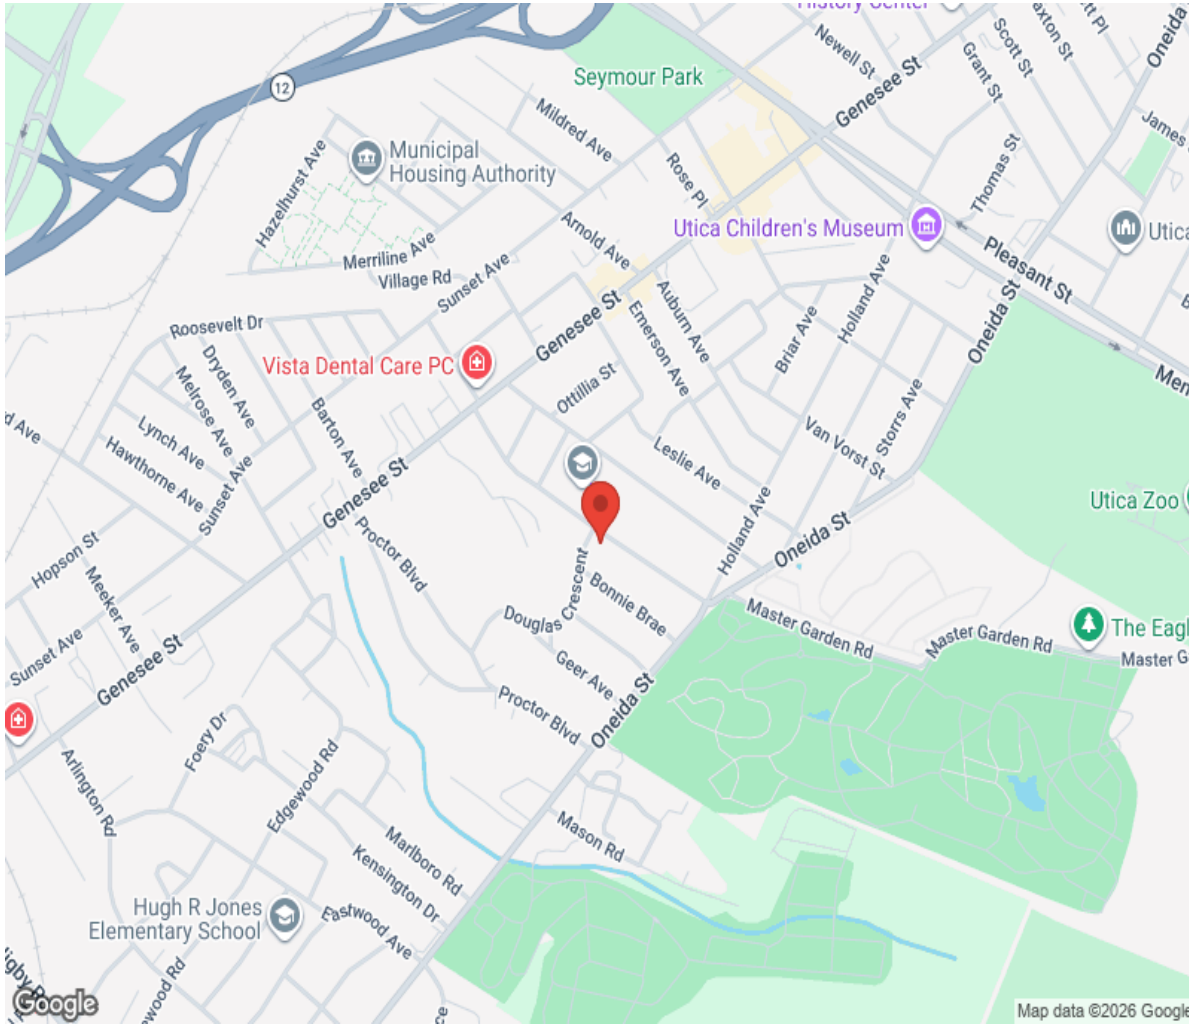 History Center
Newell St
Genesee St
Grant St
Scott St
Oneida
Seymour Park
12
Mildred Ave
James
Municipal
Housing Authority
Hazelhurst Ave
Rose Pl
Thomas St
Arnold Ave
Utica Children's Museum
Utica
Merriline Ave
Village Rd
Sunset Ave
Pleasant St
Holland Ave
Auburn Ave
Oneida St
Roosevelt Dr
Genesee St
Emerson Ave
Briar Ave
Vista Dental Care PC
Dryden Ave
Melrose Ave
Ottillia St
Storrs Ave
Barton Ave
Lynch Ave
Hawthorne Ave
d Ave
Van Vorst St
Leslie Ave
Sunset Ave
Genesee St
Utica Zoo
Holland Ave
Oneida St
Hopson St
Proctor Blvd
Meeker Ave
Douglas Crescent
Bonnie Brae
Master Garden Rd
Master Garden Rd
The Eagl
Master G
Sunset Ave
Genesee St
Geer Ave
Oneida St
Proctor Blvd
Foery Dr
Edgewood Rd
Mason Rd
Marlboro Rd
Kensington Dr
Hugh R Jones
Elementary School
Eastwood Ave
Google
Map data ©2026 Google